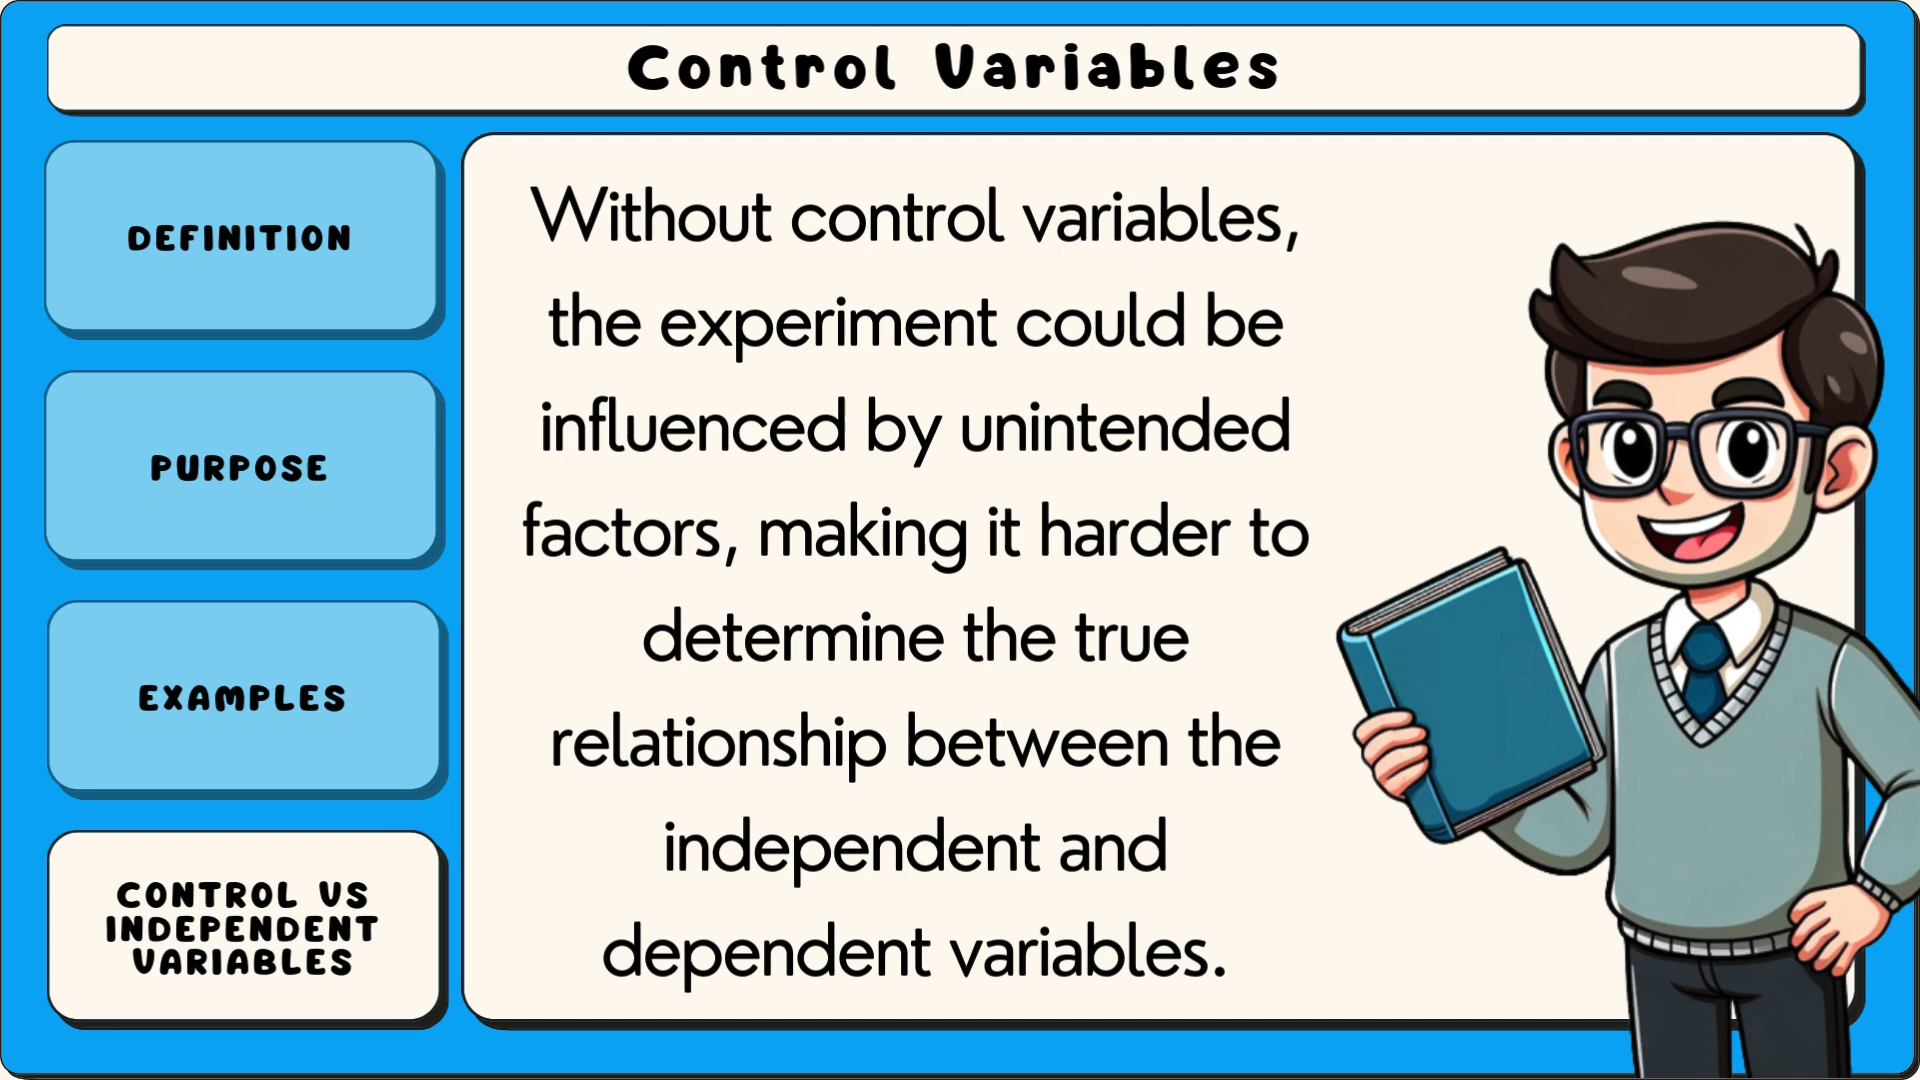 Control Variables
DEFINITION
PURPOSE
EXAMPLES
CONTROL VS
INDEPENDENT
VARIABLES
Without control variables,
the experiment could be
influenced by unintended
factors, making it harder to
determine the true
relationship between the
independent and
dependent variables.